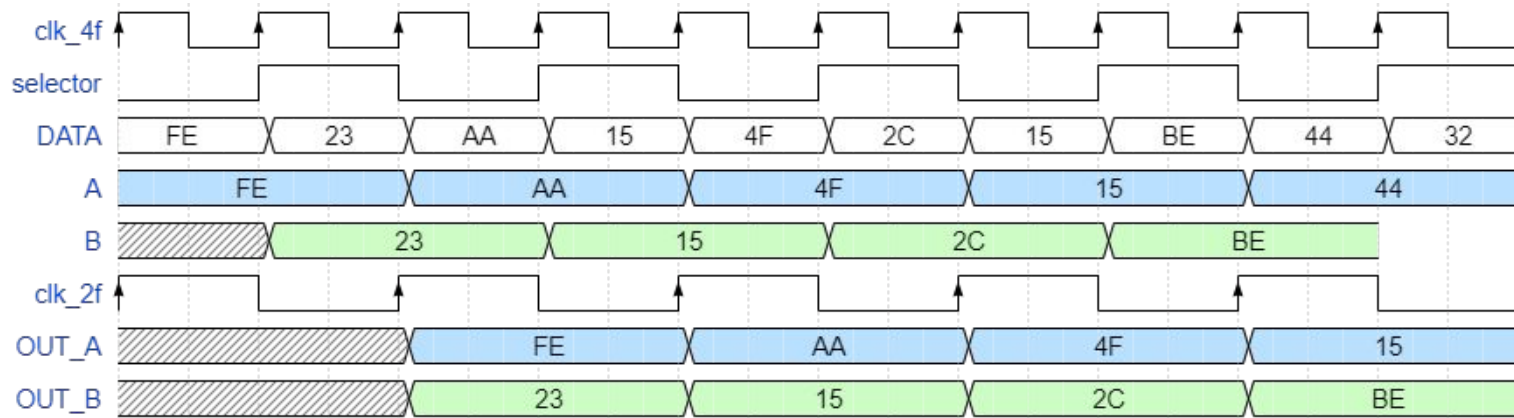 clk_4f
selector
DATA FE 23 AA 15 4F 2C 15 BE 44 32
A FE AA 4F 15 44
B 23 15 2C BE
clk_2f
OUT_A FE AA 4F 15
OUT_B 23 15 2C BE